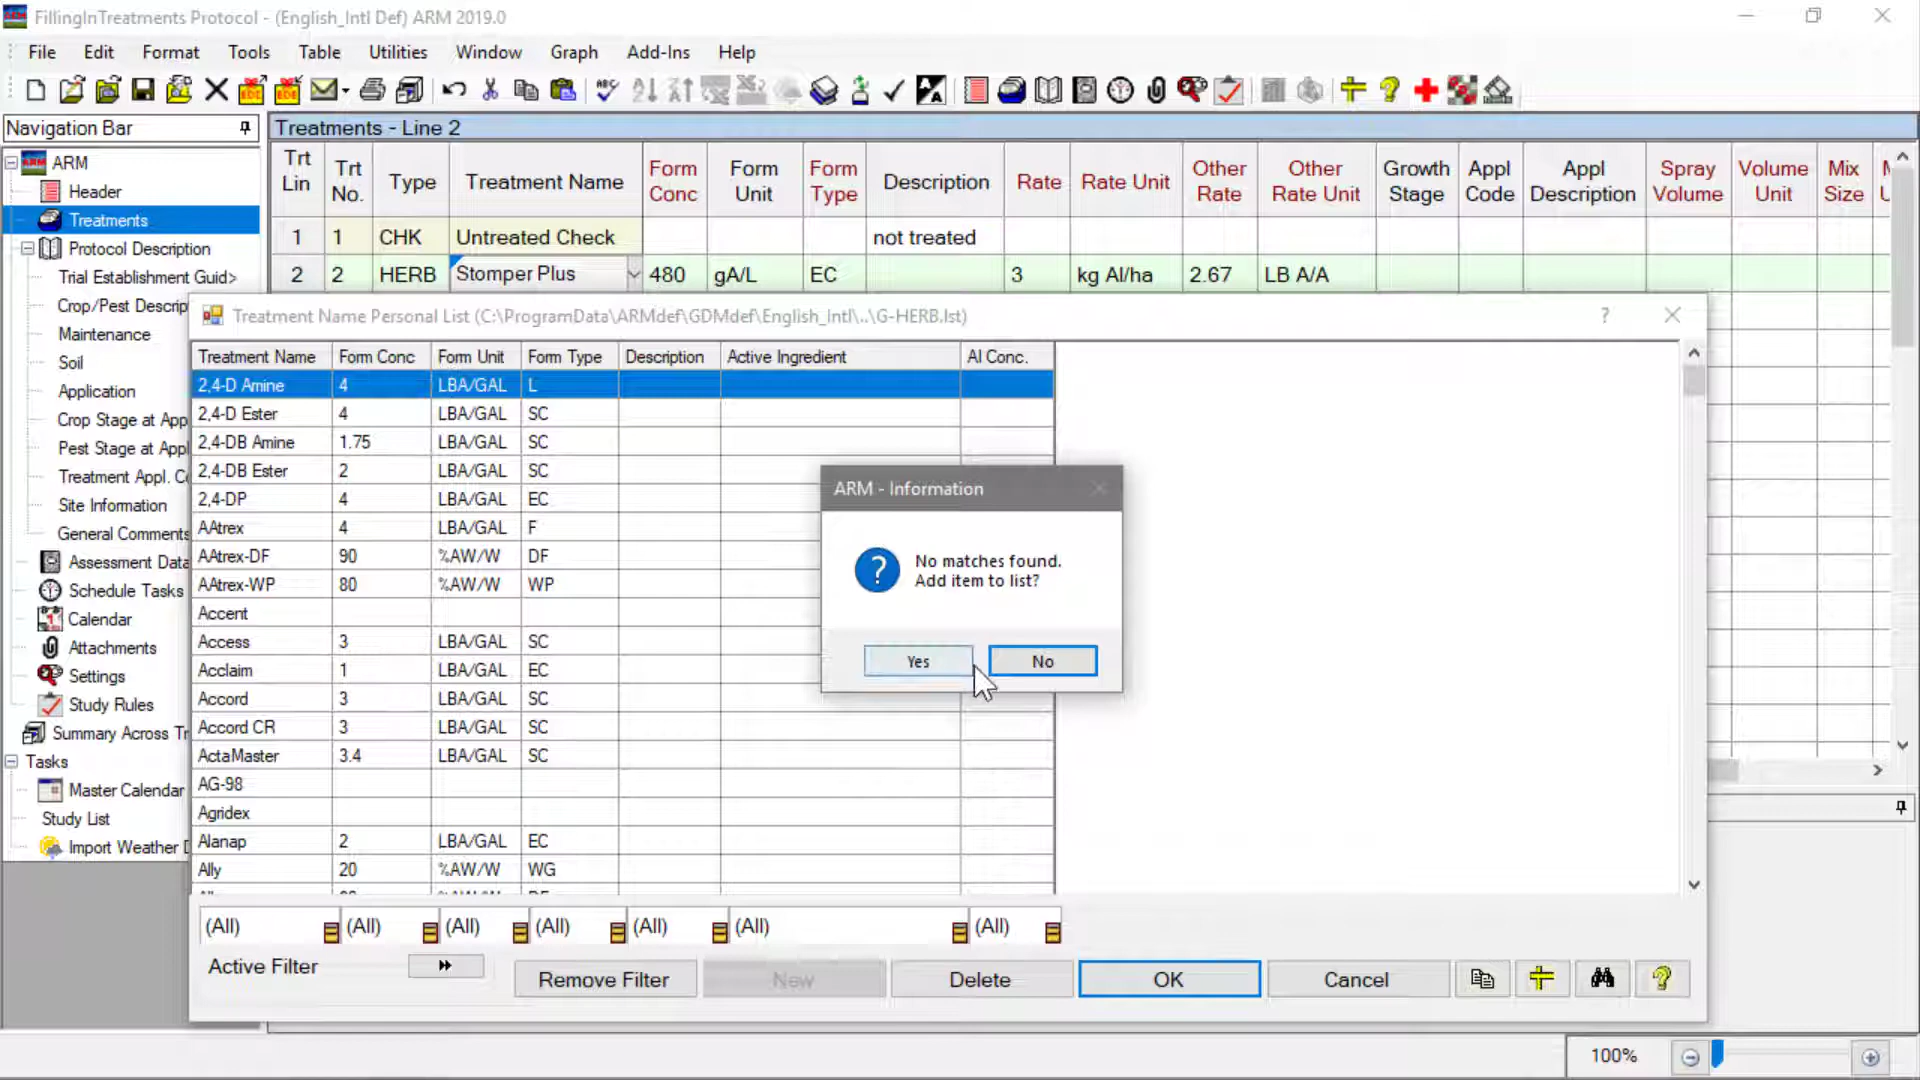 FillingInTreatments Protocol - (English_Intl Def) ARM 2019.0
File Edit Format Tools Table Utilities Window Graph Add-Ins Help
Navigation Bar
ARM
Header
Treatments
Protocol Description
Trial Establishment Guid>
Crop/Pest Descrip
Maintenance
Soil
Application
Crop Stage at App
Pest Stage at Appl
Treatment Appl. C
Site Information
General Comments
Assessment Data
Schedule Tasks
Calendar
Attachments
Settings
Study Rules
Summary Across Tr
Tasks
Master Calendar
Study List
Import Weather D
Treatments - Line 2
Trt Lin Trt No. Type Treatment Name Form Conc Form Unit Form Type Description Rate Rate Unit Other Rate Other Rate Unit Growth Stage Appl Code Appl Description Spray Volume Volume Unit Mix Size
1 1 CHK Untreated Check not treated
2 2 HERB Stomper Plus 480 gA/L EC 3 kg AI/ha 2.67 LB A/A
Treatment Name Personal List (C:\ProgramData\ARMdef\GDMdef\English_Intl\..\G-HERB.lst)
Treatment Name Form Conc Form Unit Form Type Description Active Ingredient AI Conc.
2,4-D Amine 4 LBA/GAL L
2,4-D Ester 4 LBA/GAL SC
2,4-DB Amine 1.75 LBA/GAL SC
2,4-DB Ester 2 LBA/GAL SC
2,4-DP 4 LBA/GAL EC
AAtrex 4 LBA/GAL F
AAtrex-DF 90 %AW/W DF
AAtrex-WP 80 %AW/W WP
Accent
Access 3 LBA/GAL SC
Acclaim 1 LBA/GAL EC
Accord 3 LBA/GAL SC
Accord CR 3 LBA/GAL SC
ActaMaster 3.4 LBA/GAL SC
AG-98
Agridex
Alanap 2 LBA/GAL EC
Ally 20 %AW/W WG
(All) (All) (All) (All) (All) (All) (All)
Active Filter
Remove Filter New Delete OK Cancel
ARM - Information
No matches found.
Add item to list?
Yes No
100%